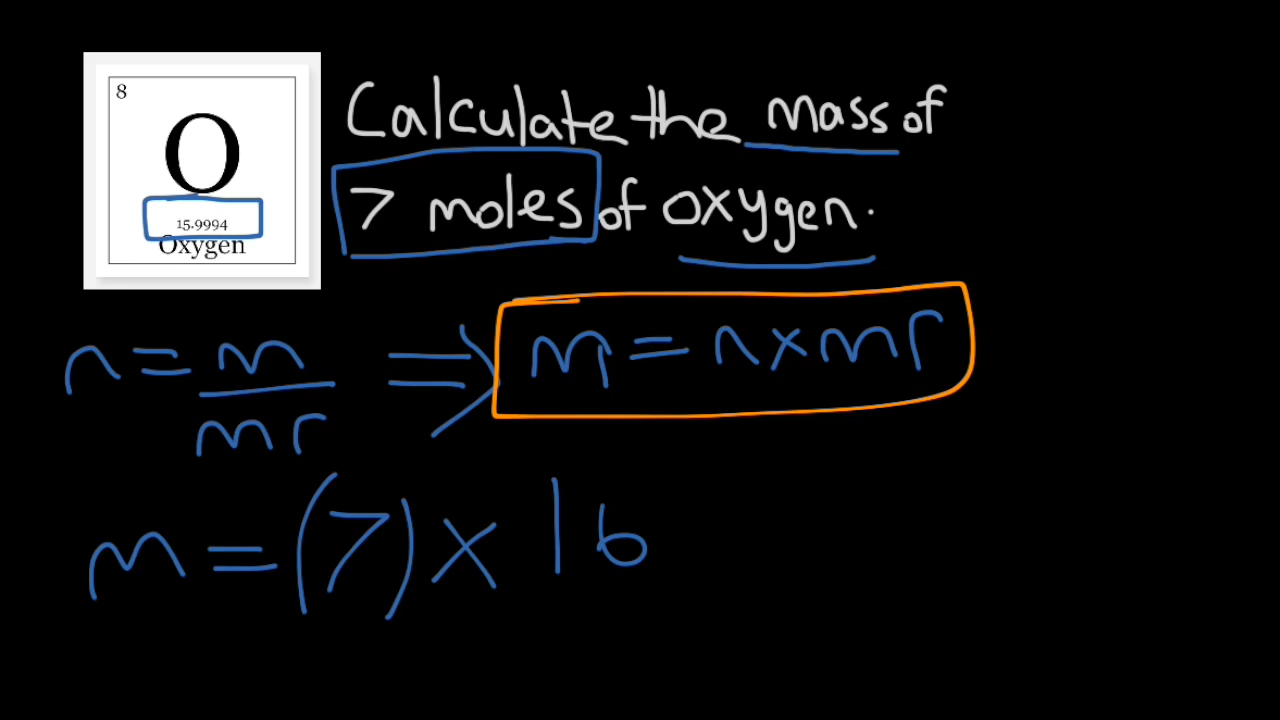 8
O
15.9994
Oxygen
Calculate the mass of
7 moles of oxygen.
n = m
mr
⇒ m = n × mr
m = (7) × 16